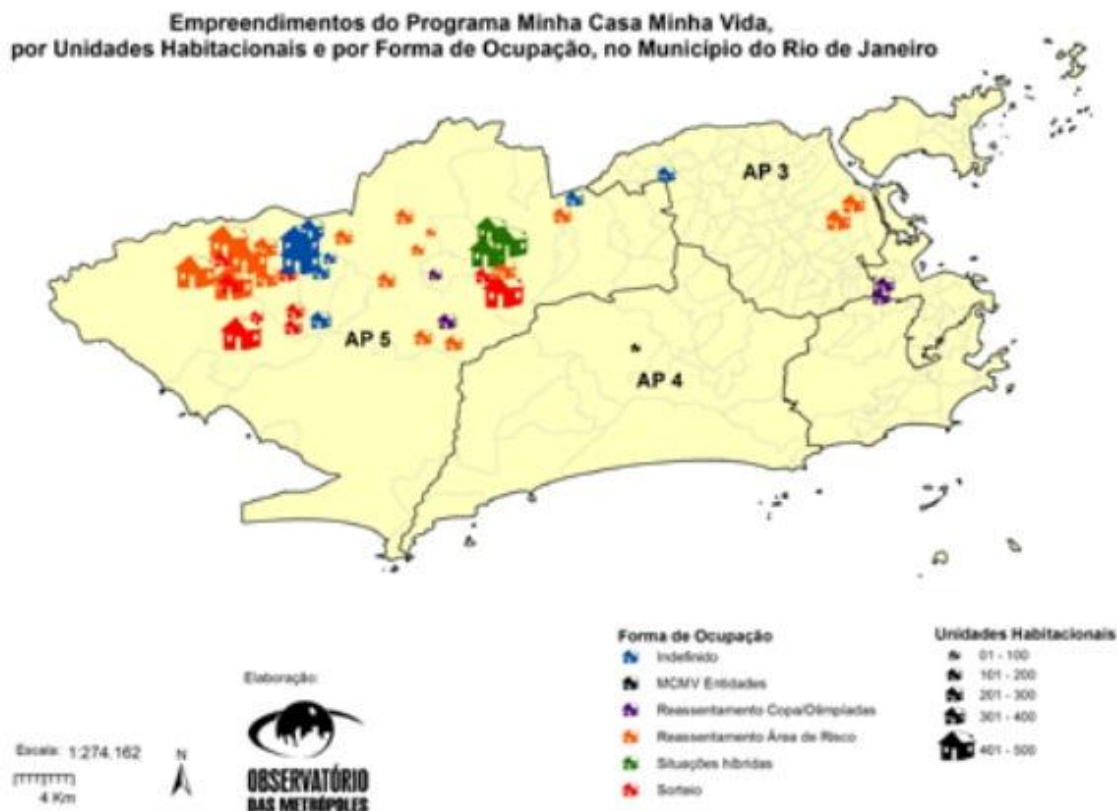 Empreendimentos do Programa Minha Casa Minha Vida,
por Unidades Habitacionais e por Forma de Ocupação, no Município do Rio de Janeiro
AP 3
AP 5
AP 4
Elaboração:
OBSERVATÓRIO
DAS METRÓPOLES
Escala: 1:274.162
N
4 Km
Forma de Ocupação
Indefinido
MCMV Entidades
Reassentamento Copa/Olimpíadas
Reassentamento Área de Risco
Situações híbridas
Sorteio
Unidades Habitacionais
01 - 100
101 - 200
201 - 300
301 - 400
401 - 500